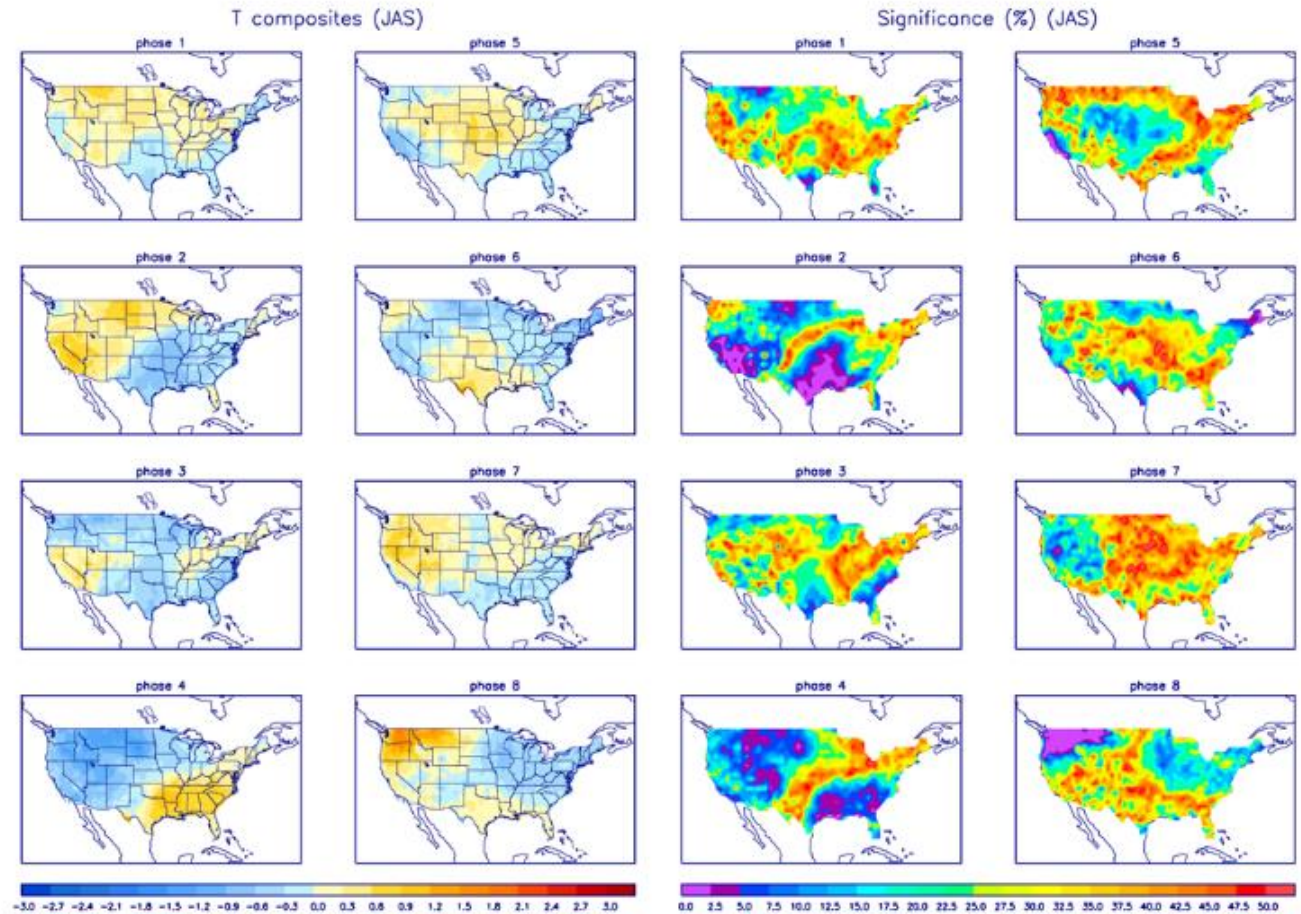 T composites (JAS) Significance (%) (JAS)
phase 1 phase 5 phase 1 phase 5
phase 2 phase 6 phase 2 phase 6
phase 3 phase 7 phase 3 phase 7
phase 4 phase 8 phase 4 phase 8
-3.0 -2.7 -2.4 -2.1 -1.8 -1.5 -1.2 -0.9 -0.6 -0.3 0.0 0.3 0.6 0.9 1.2 1.5 1.8 2.1 2.4 2.7 3.0 0.0 2.5 5.0 7.5 10.0 12.5 15.0 17.5 20.0 22.5 25.0 27.5 30.0 32.5 35.0 37.5 40.0 42.5 45.0 47.5 50.0